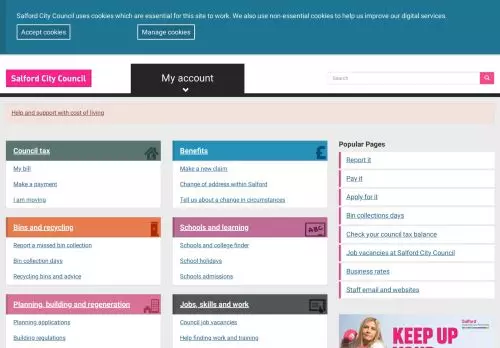 Salford City Council uses cookies which are essential for this site to work. We also use non-essential cookies to help us improve our digital services.
Accept cookies
Manage cookies
Salford City Council
My account
Search
Help and support with cost of living
Council tax
My bill
Make a payment
I am moving
Benefits
£
Make a new claim
Change of address within Salford
Tell us about a change in circumstances
Bins and recycling
Report a missed bin collection
Bin collection days
Recycling bins and advice
Schools and learning
ABC
Schools and college finder
School holidays
Schools admissions
Planning, building and regeneration
Planning applications
Building regulations
Jobs, skills and work
Council job vacancies
Help finding work and training
Popular Pages
Report it
Pay it
Apply for it
Bin collections days
Check your council tax balance
Job vacancies at Salford City Council
Business rates
Staff email and websites
Salford
KEEP UP
YOUR